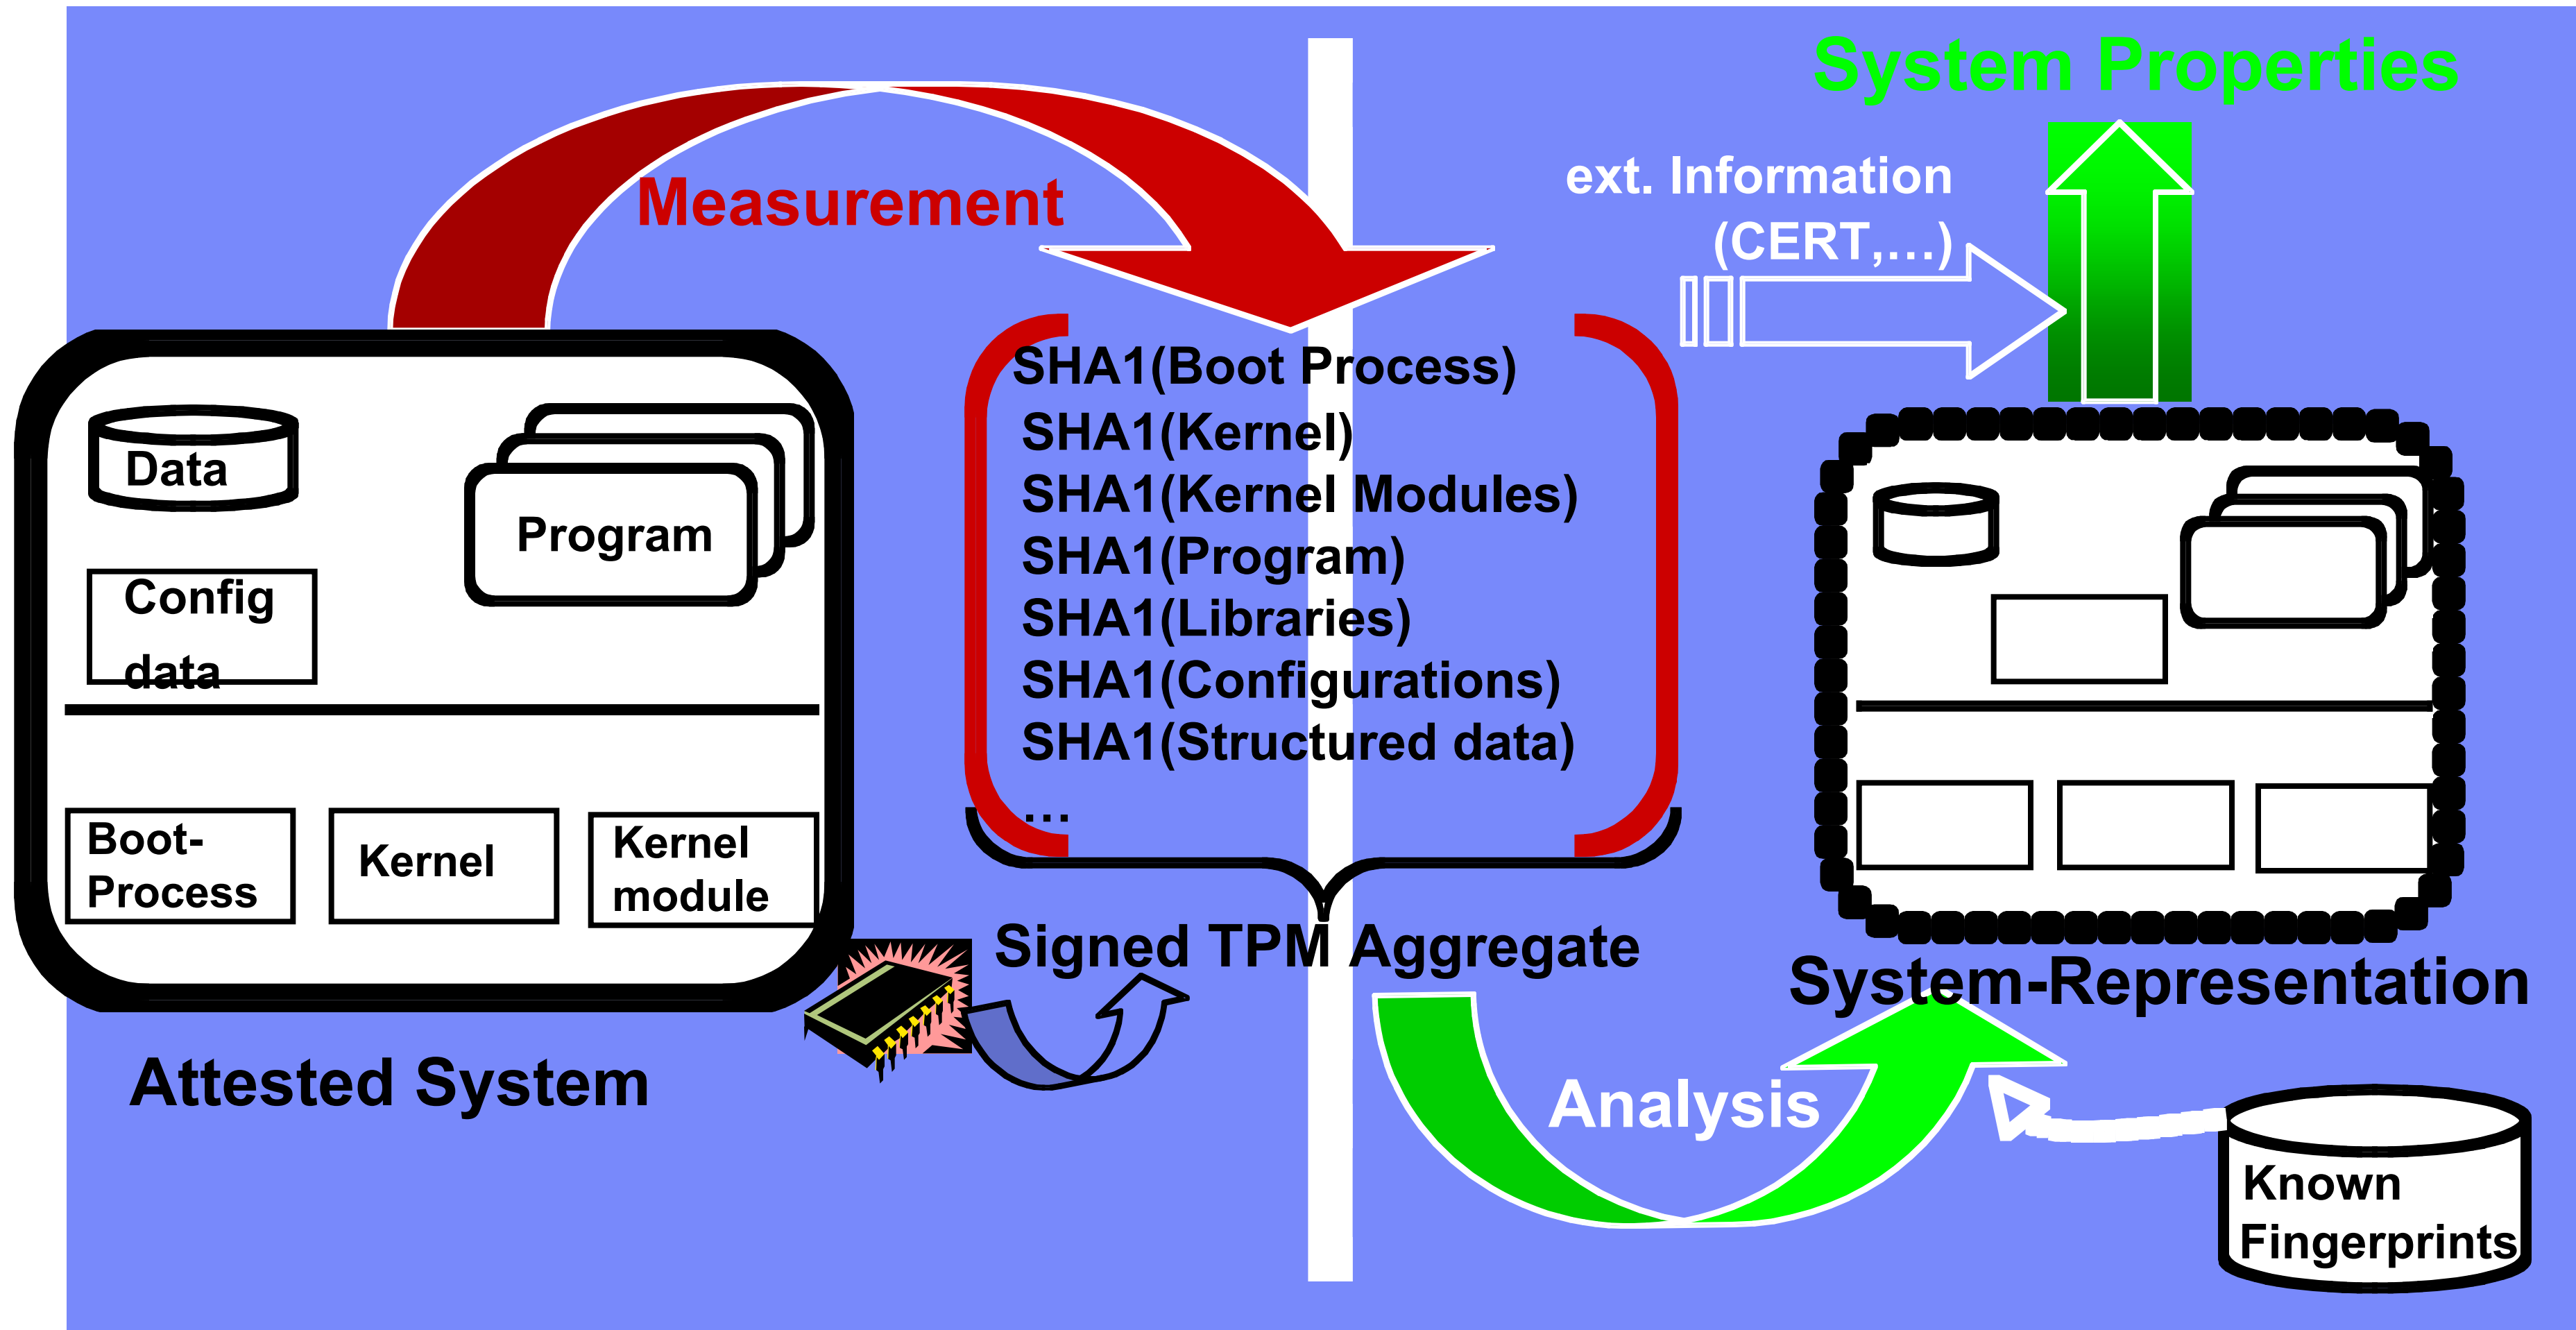 System Properties
Measurement
ext. Information
(CERT,...)
SHA1(Boot Process)
SHA1(Kernel)
SHA1(Kernel Modules)
SHA1(Program)
SHA1(Libraries)
SHA1(Configurations)
SHA1(Structured data)
...
Data
Program
Config
data
Boot-
Process
Kernel
Kernel
module
Signed TPM Aggregate
System-Representation
Attested System
Analysis
Known
Fingerprints